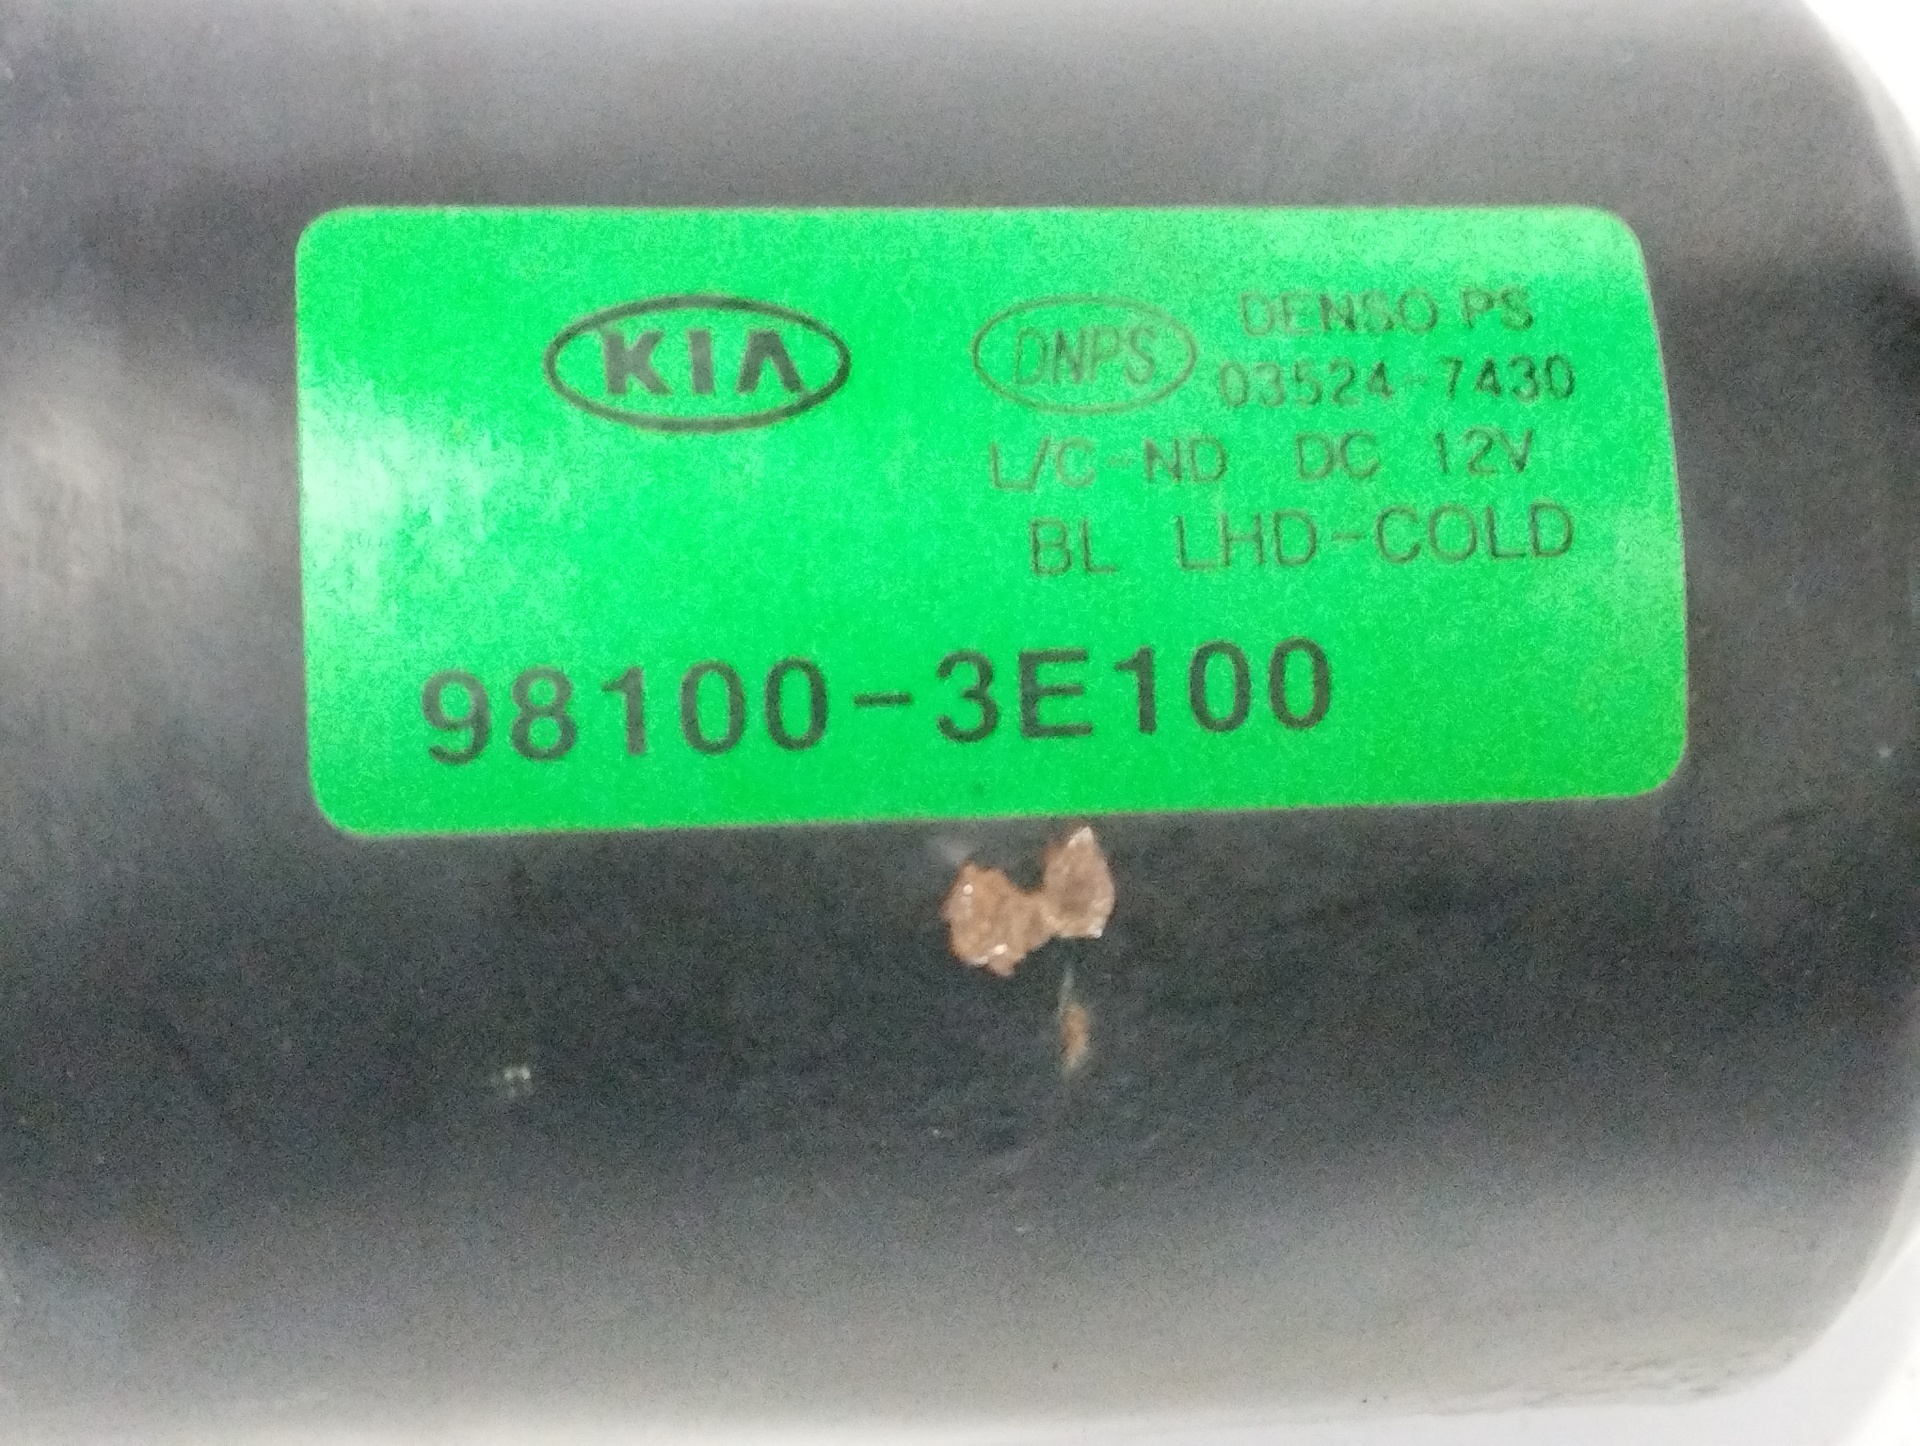 KIA
DNPS
DENSO PS
03524-7430
L/C-ND DC 12V
BL LHD-COLD
98100-3E100